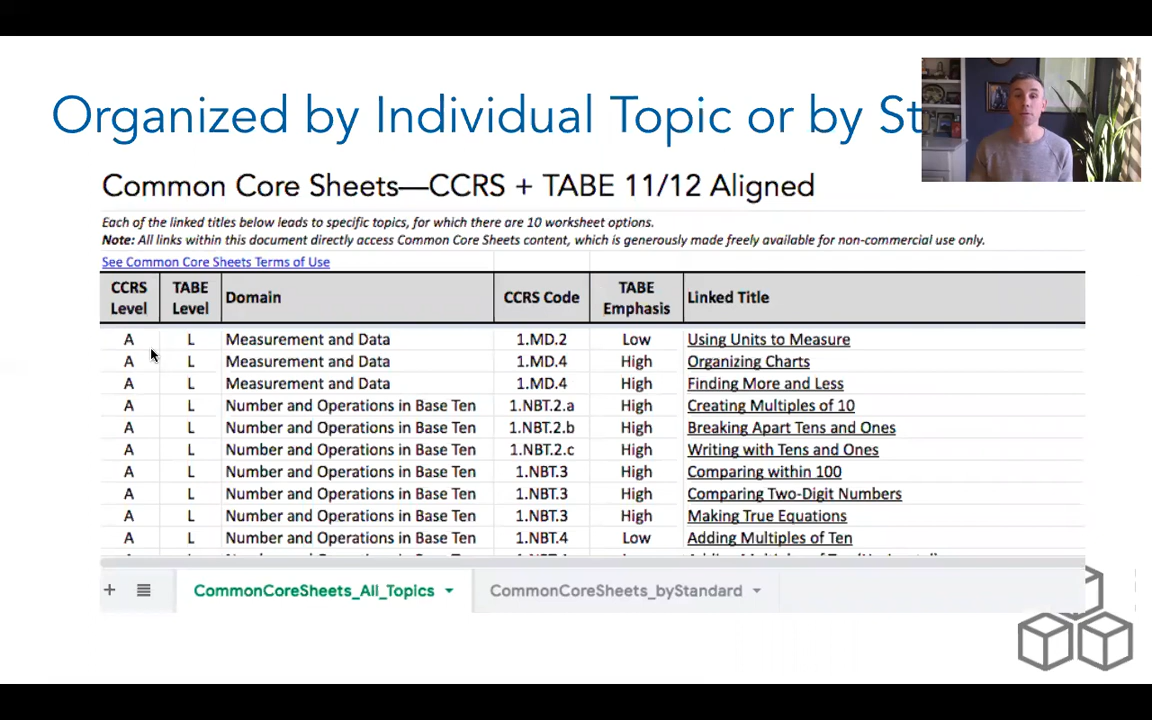 Organized by Individual Topic or by St
Common Core Sheets—CCRS + TABE 11/12 Aligned
Each of the linked titles below leads to specific topics, for which there are 10 worksheet options.
Note: All links within this document directly access Common Core Sheets content, which is generously made freely available for non-commercial use only.
See Common Core Sheets Terms of Use
CCRS Level TABE Level Domain CCRS Code TABE Emphasis Linked Title
A L Measurement and Data 1.MD.2 Low Using Units to Measure
A L Measurement and Data 1.MD.4 High Organizing Charts
A L Measurement and Data 1.MD.4 High Finding More and Less
A L Number and Operations in Base Ten 1.NBT.2.a High Creating Multiples of 10
A L Number and Operations in Base Ten 1.NBT.2.b High Breaking Apart Tens and Ones
A L Number and Operations in Base Ten 1.NBT.2.c High Writing with Tens and Ones
A L Number and Operations in Base Ten 1.NBT.3 High Comparing within 100
A L Number and Operations in Base Ten 1.NBT.3 High Comparing Two-Digit Numbers
A L Number and Operations in Base Ten 1.NBT.3 High Making True Equations
A L Number and Operations in Base Ten 1.NBT.4 Low Adding Multiples of Ten
+ CommonCoreSheets_All_Topics CommonCoreSheets_byStandard